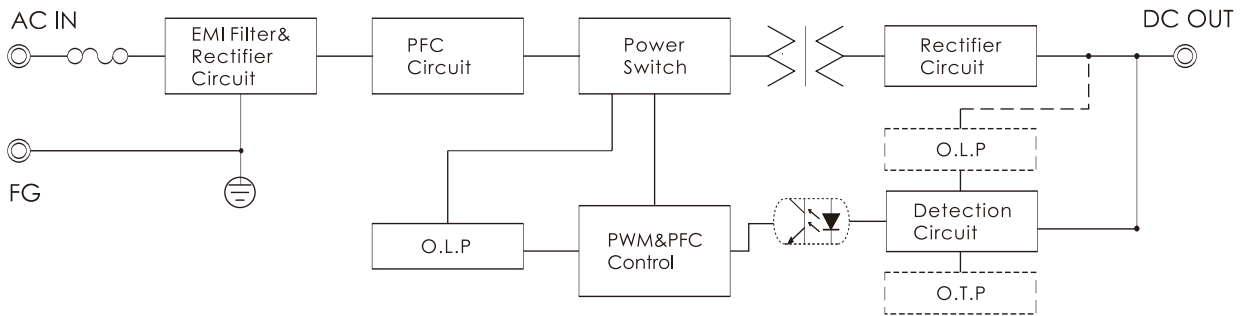 AC IN
DC OUT
EMI Filter&
Rectifier
Circuit
PFC
Circuit
Power
Switch
Rectifier
Circuit
FG
O.L.P
O.L.P
PWM&PFC
Control
Detection
Circuit
O.T.P